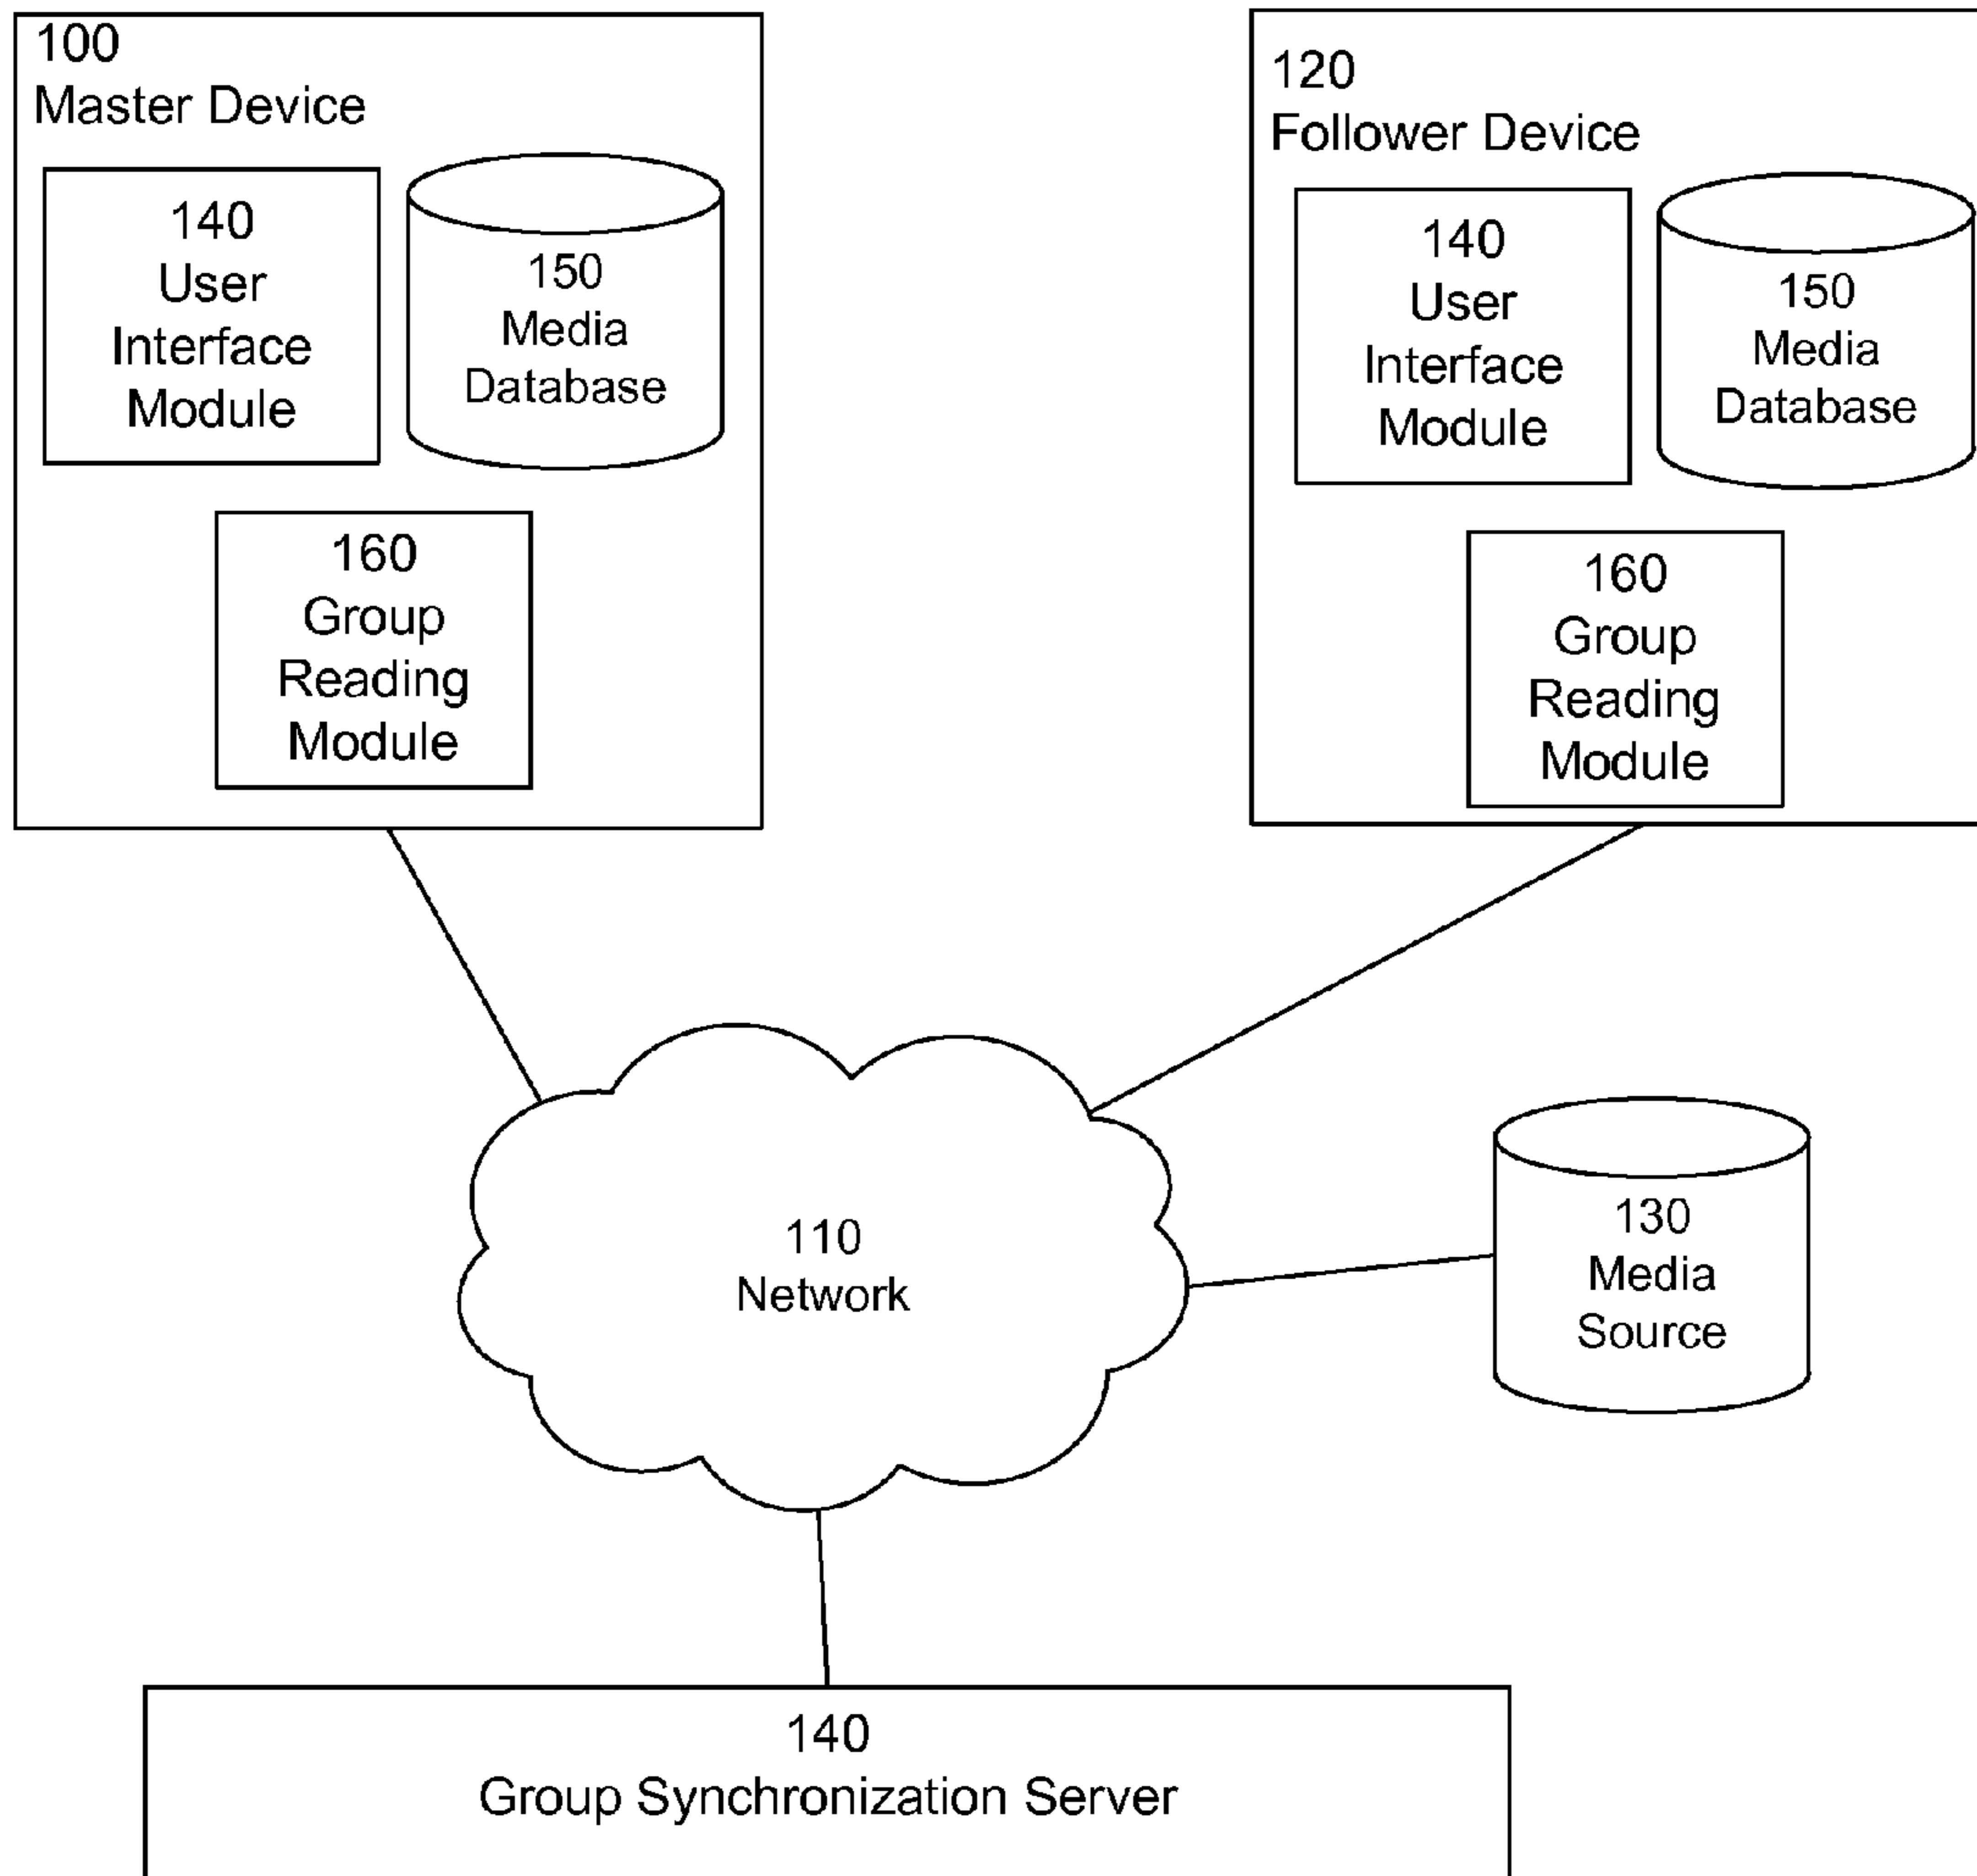 100
Master Device
140
User
Interface
Module
150
Media
Database
160
Group
Reading
Module
120
Follower Device
140
User
Interface
Module
150
Media
Database
160
Group
Reading
Module
110
Network
130
Media
Source
140
Group Synchronization Server